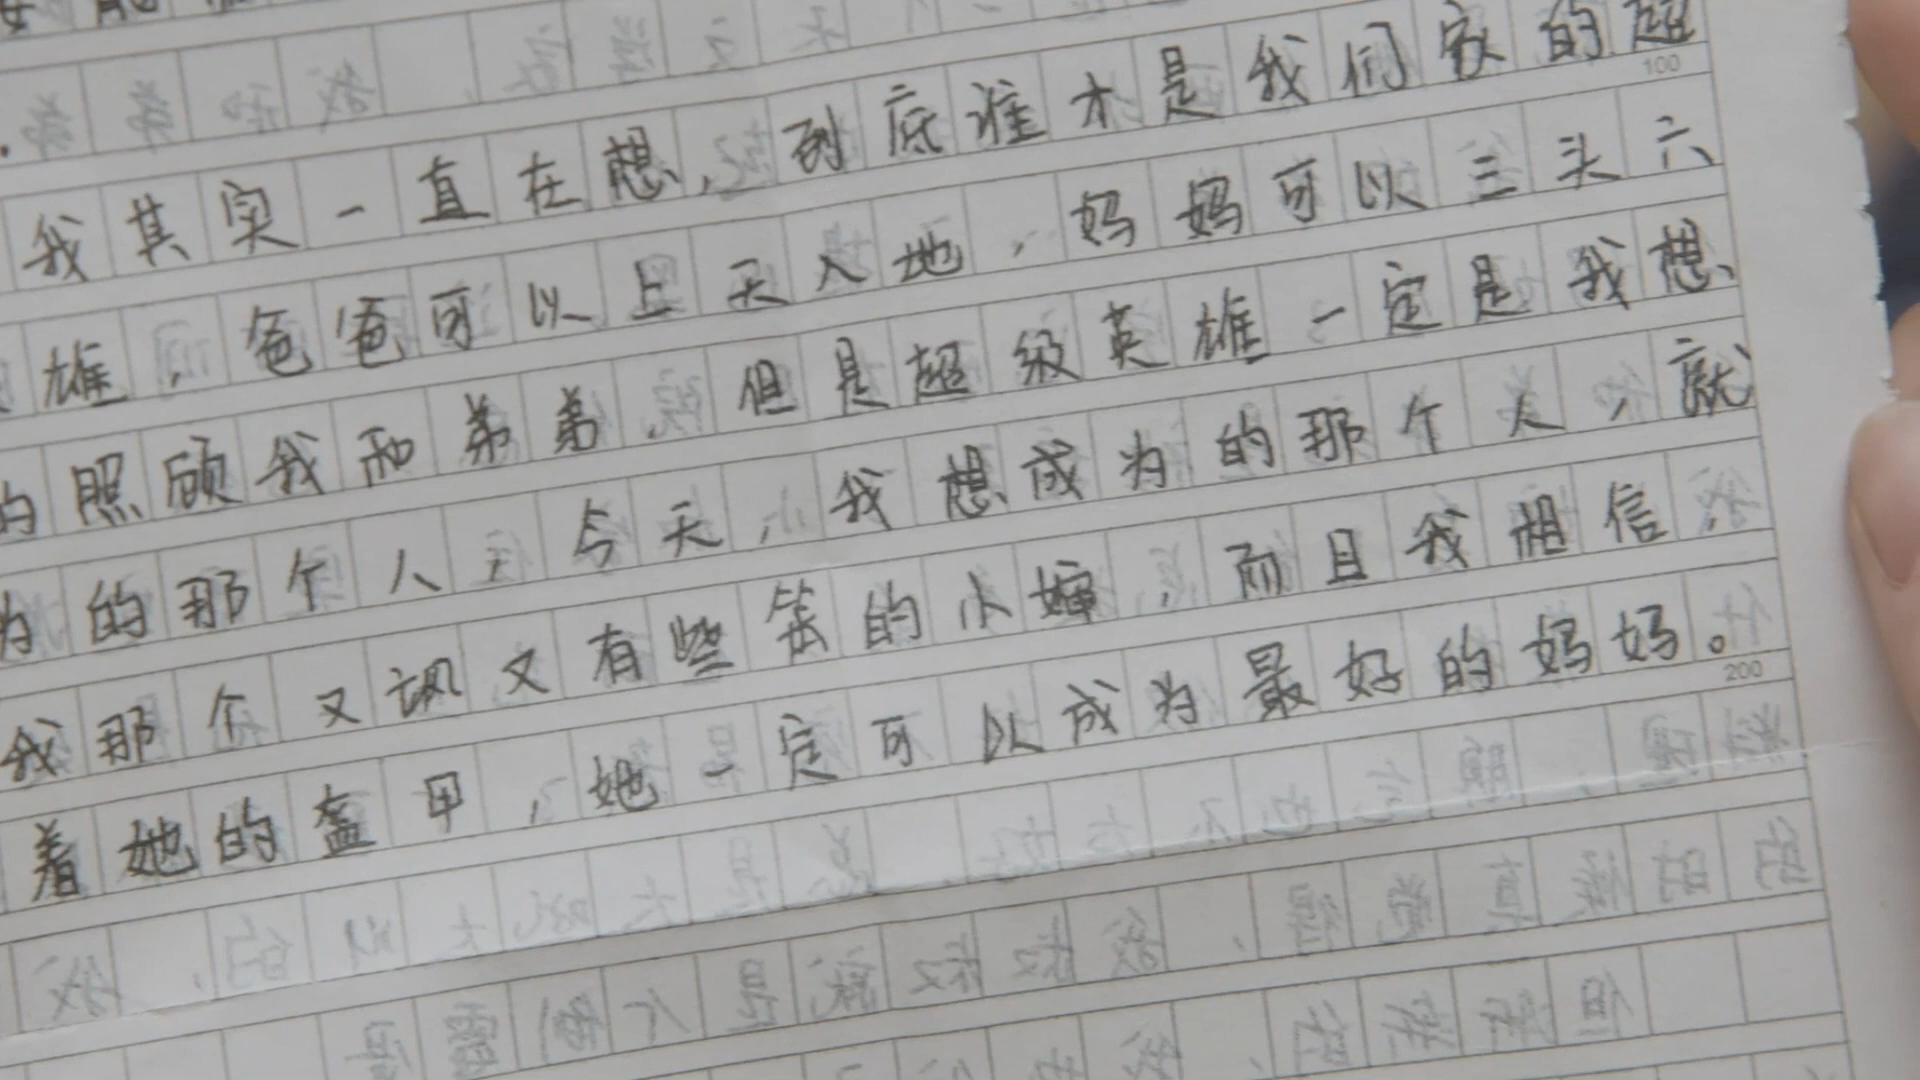 我其实一直在想，到底谁才是我们家的超
雄，爸爸可以上天入地，妈妈可以三头六
的照顾我和弟弟，但是超级英雄一定是我想
为的那个人，今天，我想成为的那个人，就
我那个又飒又有些笨的小婶，而且我相信，
着她的盔甲，她一定可以成为最好的妈妈。
100
200